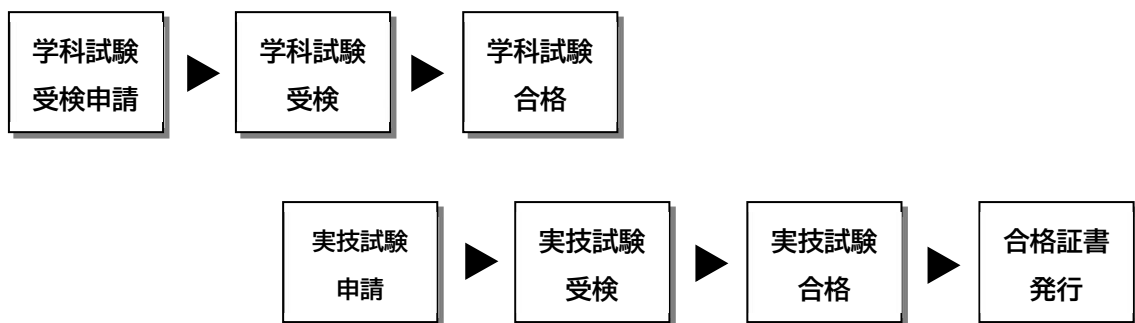 学科試験
受検申請
学科試験
受検
学科試験
合格
実技試験
申請
実技試験
受検
実技試験
合格
合格証書
発行